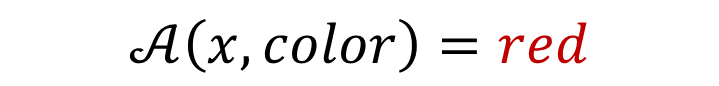 𝒜(x, color) = red